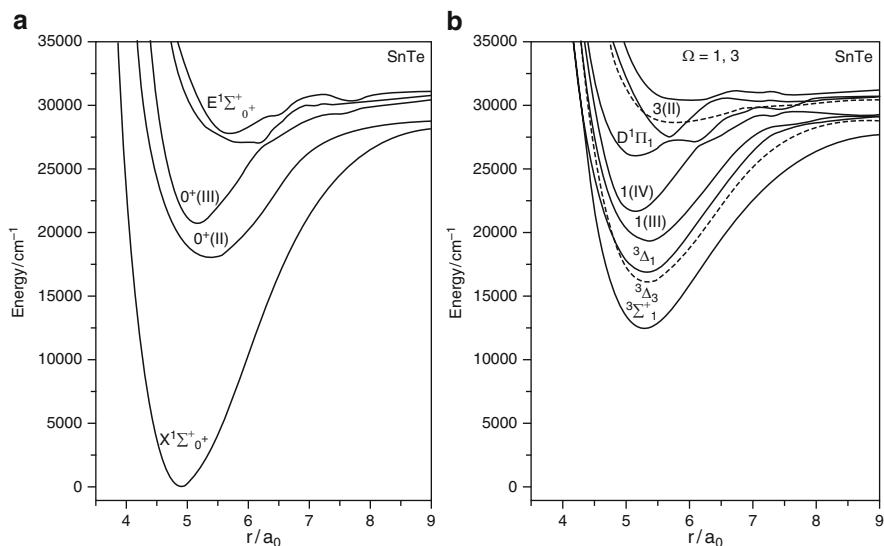 a
35000
30000
25000
20000
15000
10000
5000
0
Energy/cm⁻¹
SnTe
E¹Σ⁺₀⁺
0⁺(III)
0⁺(II)
X¹Σ⁺₀⁺
4 5 6 7 8 9
r/a₀
b
35000
30000
25000
20000
15000
10000
5000
0
Energy/cm⁻¹
Ω = 1, 3
SnTe
3(II)
D¹Π₁
1(IV)
1(III)
³Δ₁
³Δ₃
³Σ⁺₁
4 5 6 7 8 9
r/a₀